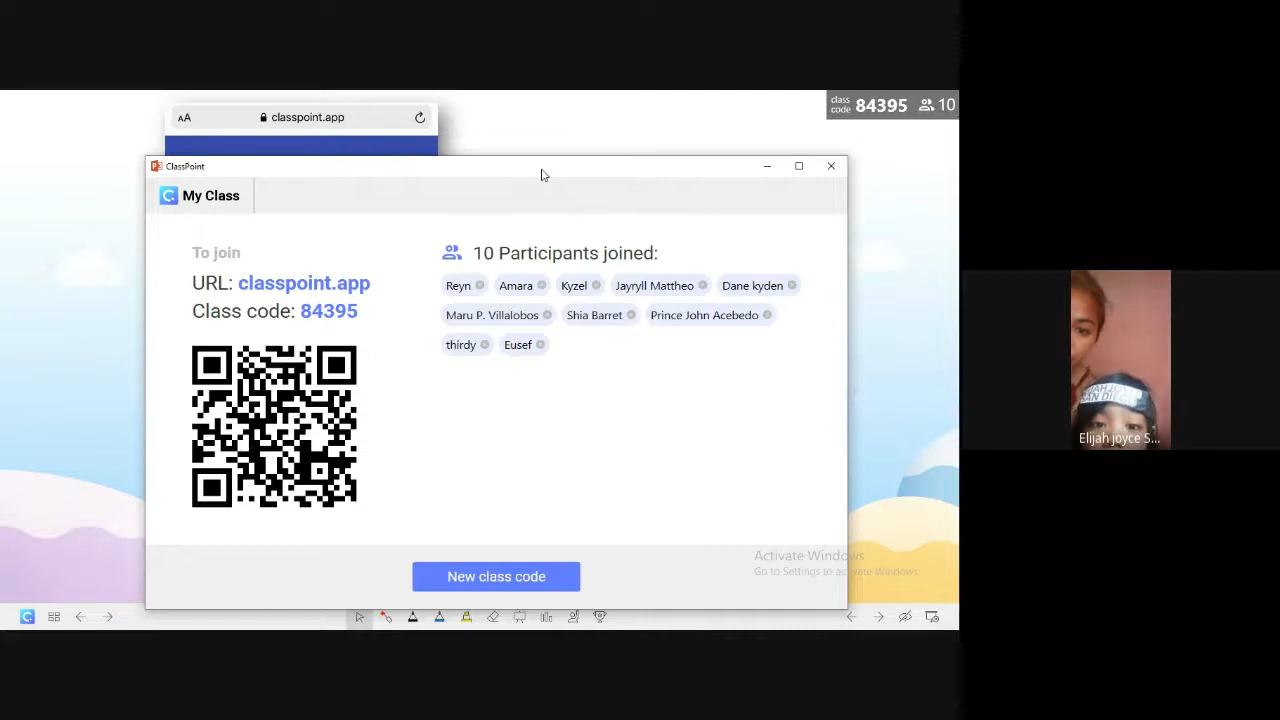 AA classpoint.app
class code 84395 10
ClassPoint
My Class
To join
URL: classpoint.app
Class code: 84395
10 Participants joined:
Reyn Amara Kyzel Jayryll Mattheo Dane kyden
Maru P. Villalobos Shia Barret Prince John Acebedo
thirdy Eusef
New class code
Activate Windows
Go to Settings to activate Windows.
SAN DIEGO
Elijah joyce S...